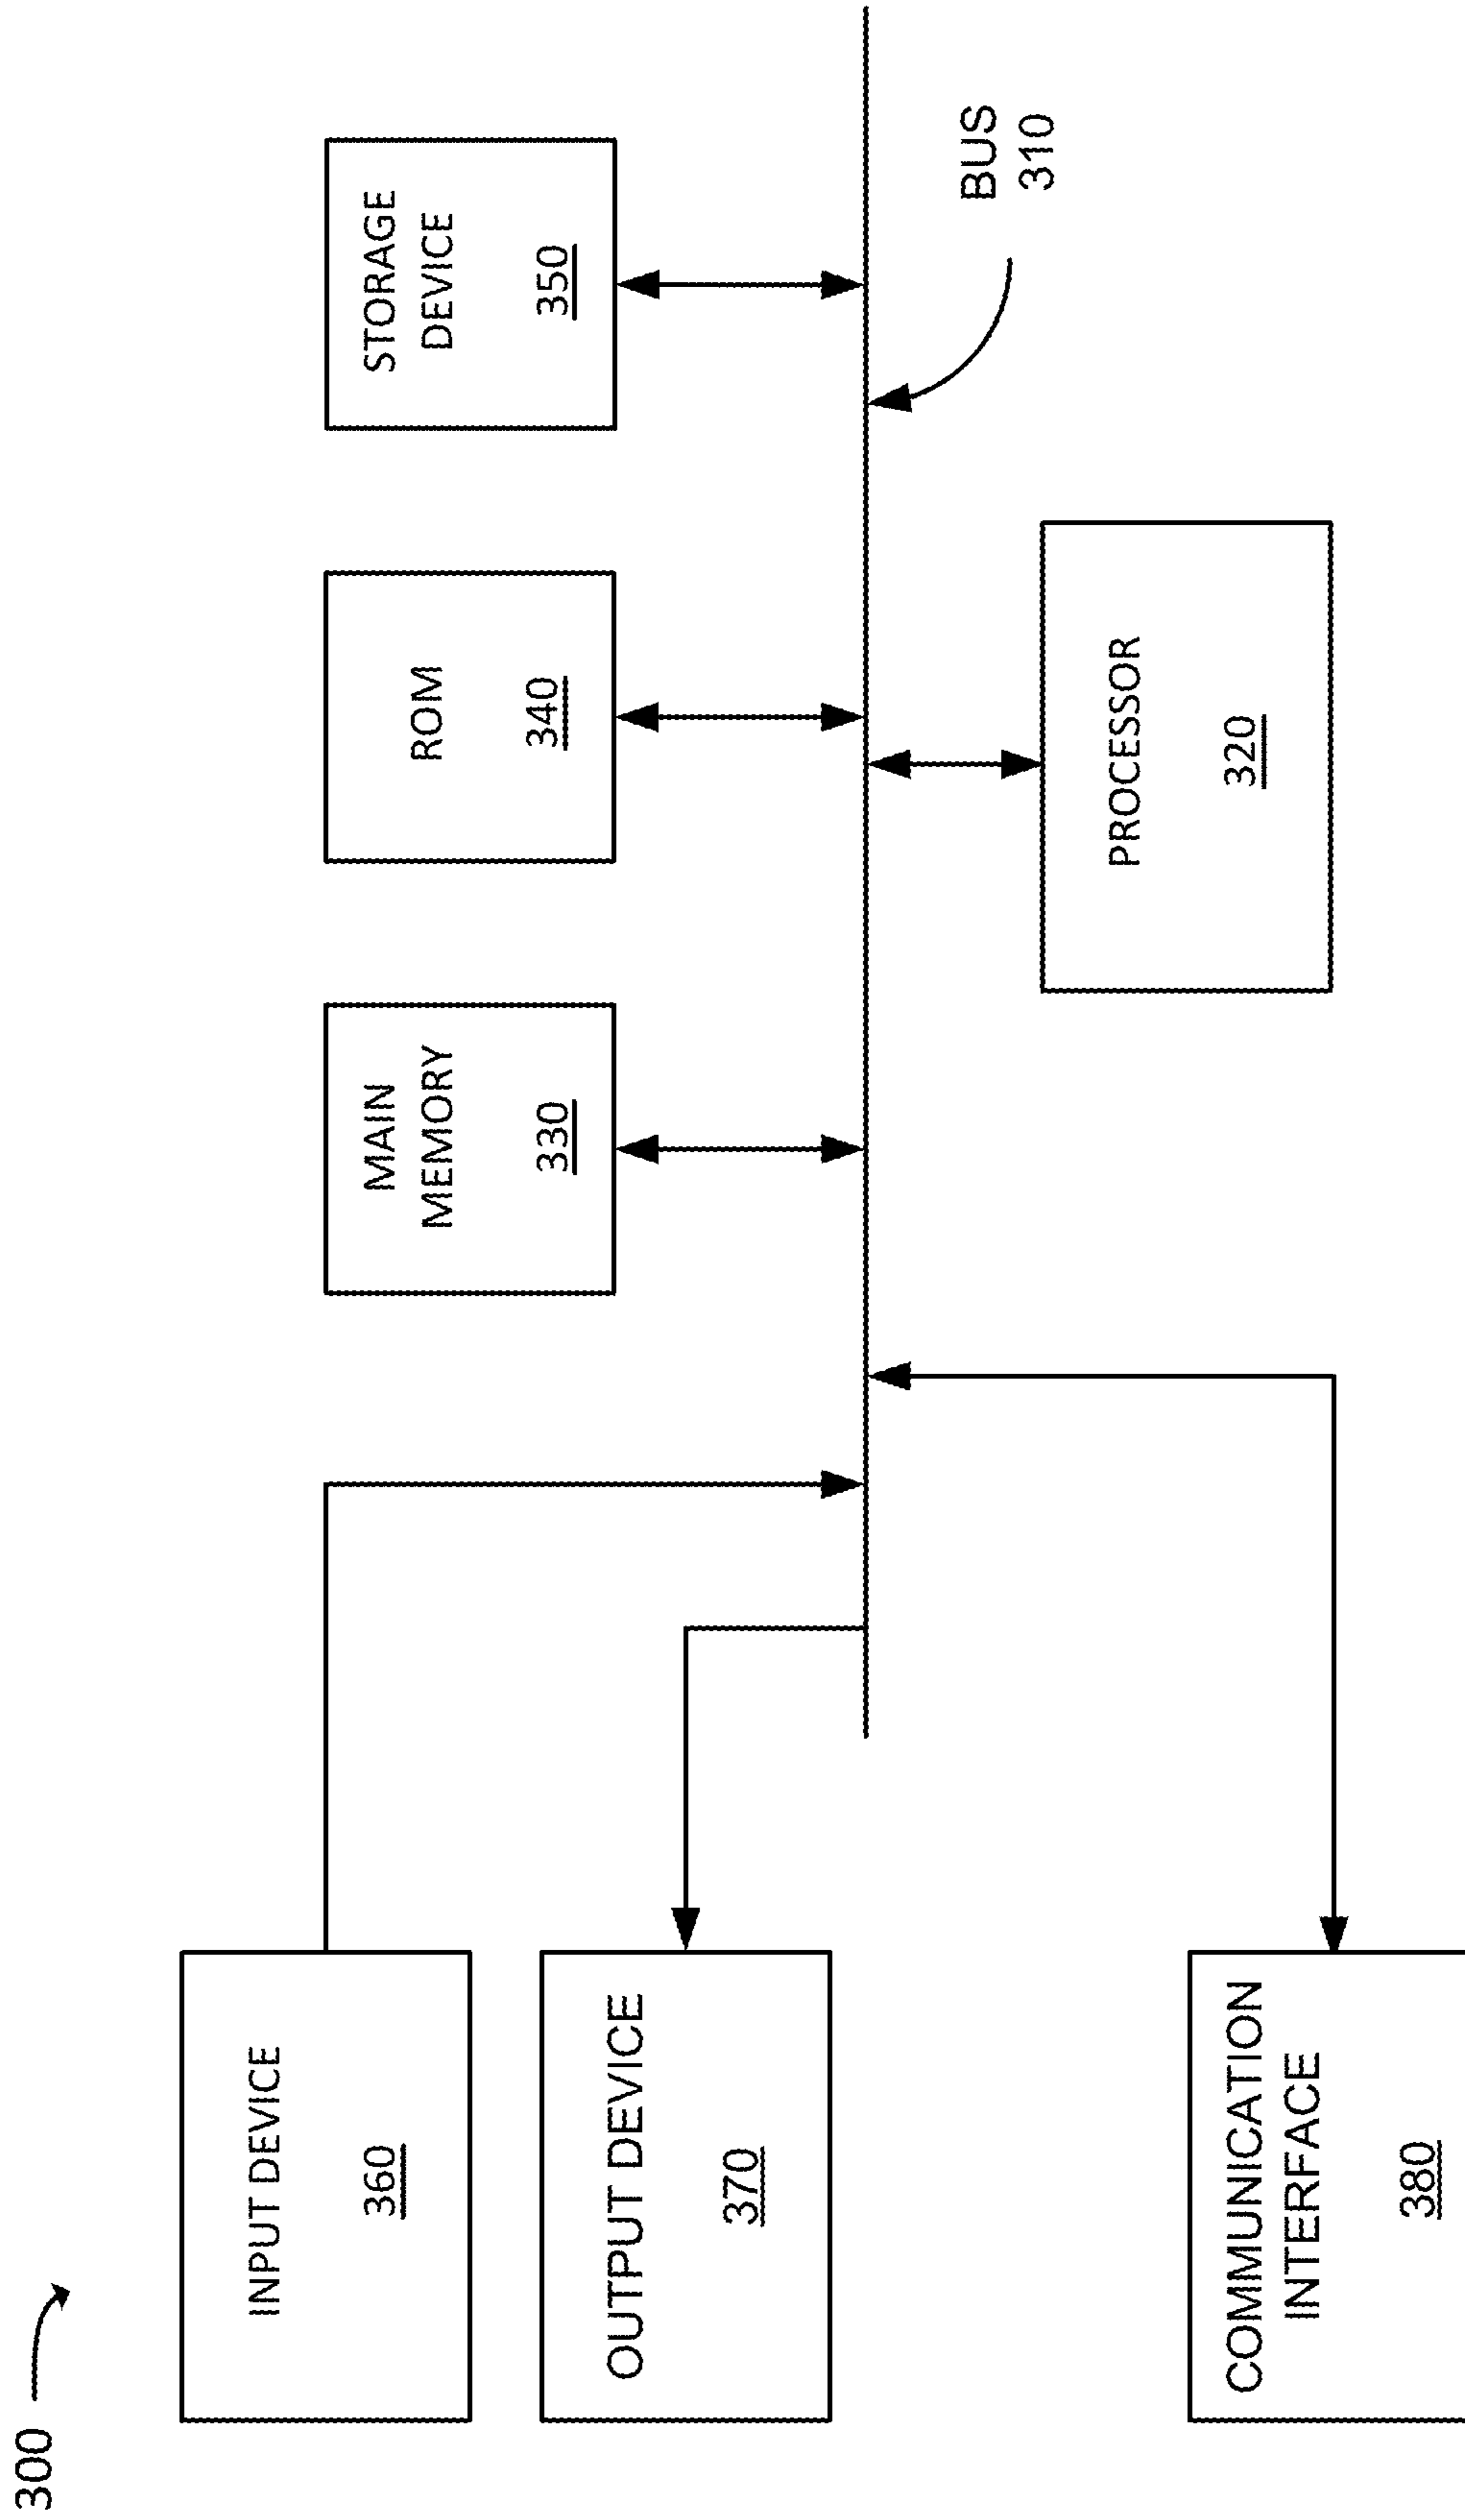 300
INPUT DEVICE
360
OUTPUT DEVICE
370
COMMUNICATION
INTERFACE
380
MAIN
MEMORY
330
ROM
340
STORAGE
DEVICE
350
PROCESSOR
320
BUS
310